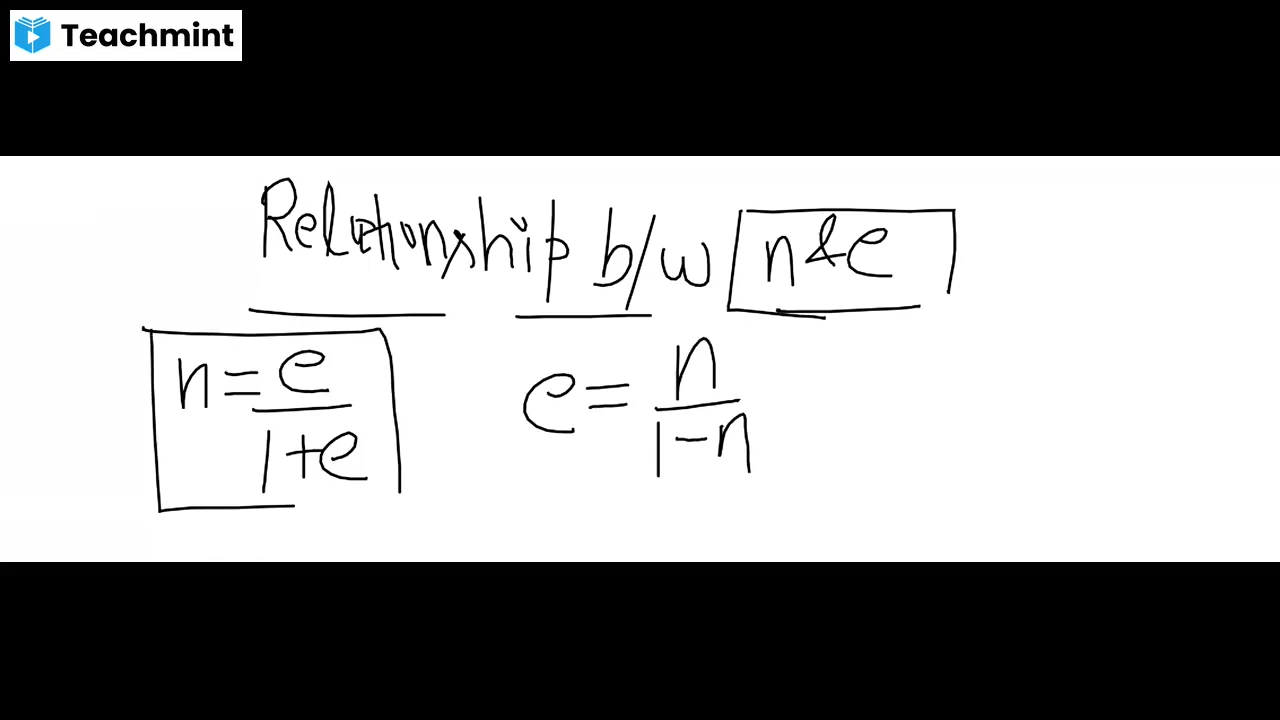 Teachmint
Relationship b/w n & e
n = e/1+e
e = n/1-n